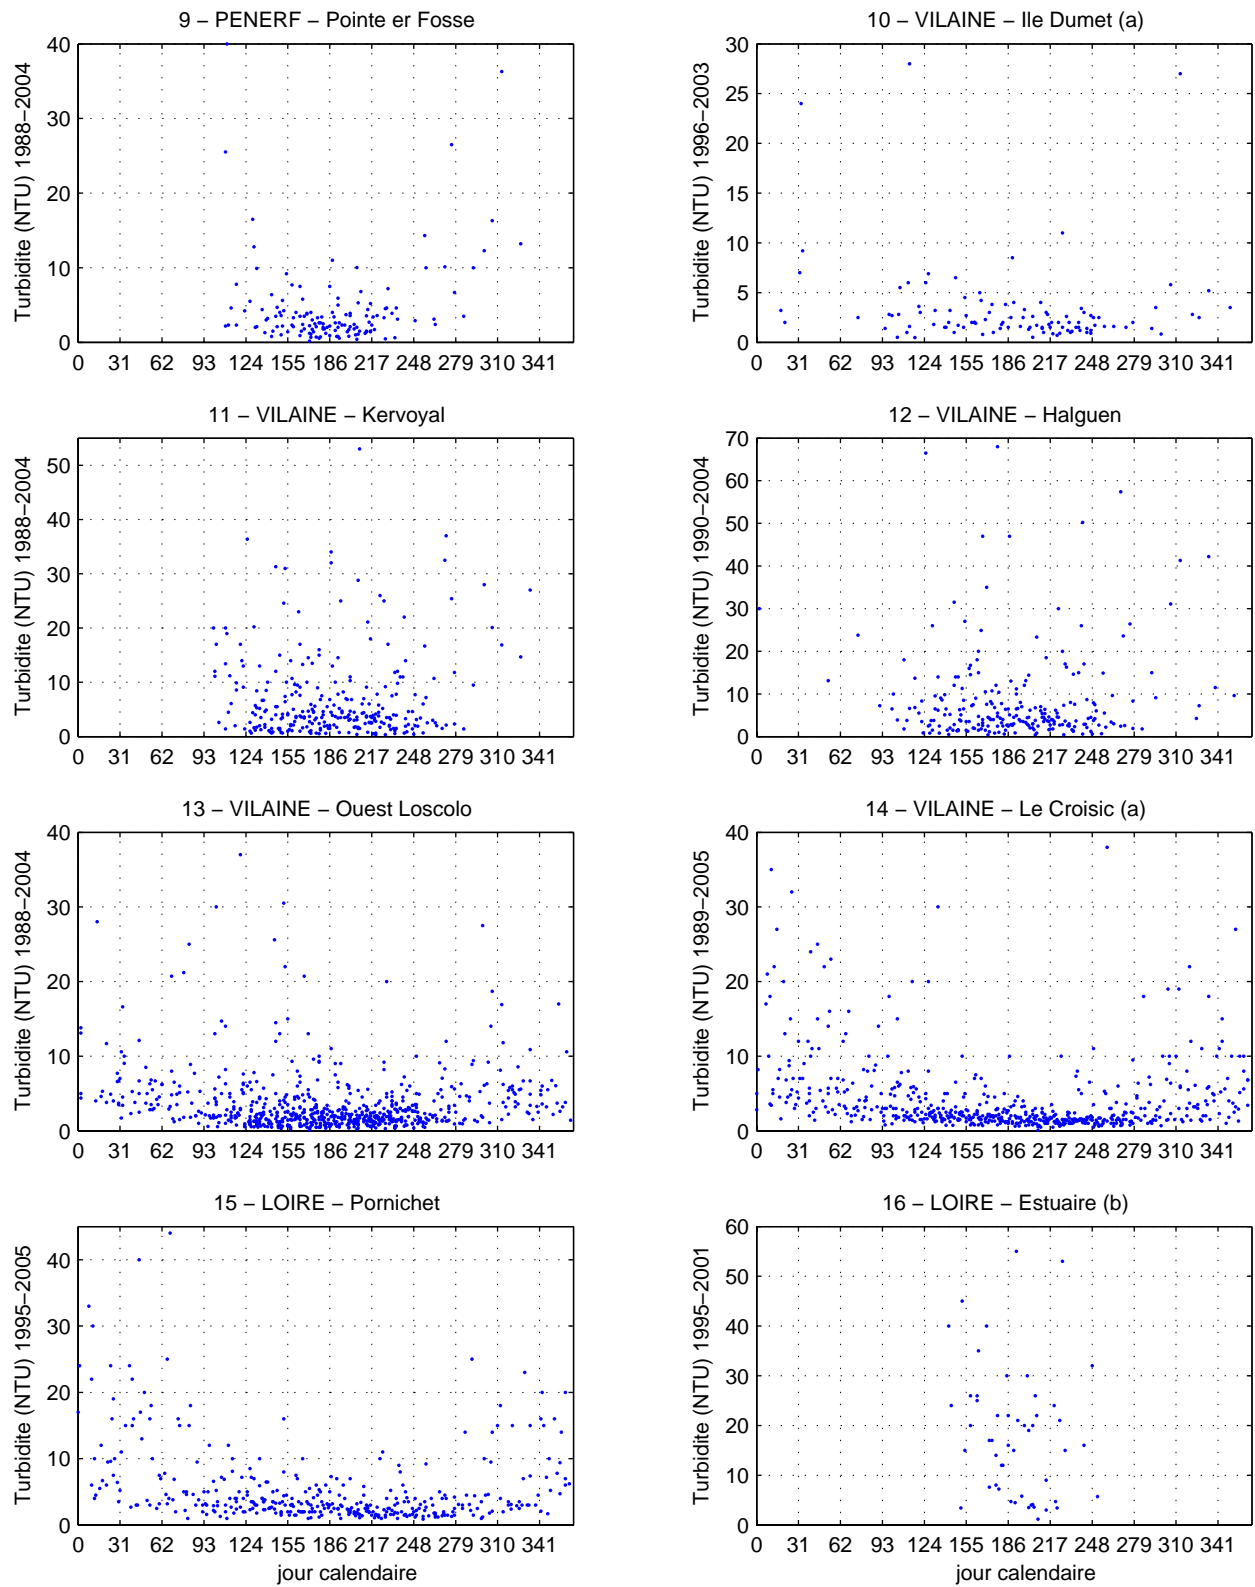 9 − PENERF − Pointe er Fosse
Turbidite (NTU) 1988−2004
40
30
20
10
0
0 31 62 93 124 155 186 217 248 279 310 341
10 − VILAINE − Ile Dumet (a)
Turbidite (NTU) 1996−2003
30
25
20
15
10
5
0
0 31 62 93 124 155 186 217 248 279 310 341
11 − VILAINE − Kervoyal
Turbidite (NTU) 1988−2004
50
40
30
20
10
0
0 31 62 93 124 155 186 217 248 279 310 341
12 − VILAINE − Halguen
Turbidite (NTU) 1990−2004
70
60
50
40
30
20
10
0
0 31 62 93 124 155 186 217 248 279 310 341
13 − VILAINE − Ouest Loscolo
Turbidite (NTU) 1988−2004
40
30
20
10
0
0 31 62 93 124 155 186 217 248 279 310 341
14 − VILAINE − Le Croisic (a)
Turbidite (NTU) 1989−2005
40
30
20
10
0
0 31 62 93 124 155 186 217 248 279 310 341
15 − LOIRE − Pornichet
Turbidite (NTU) 1995−2005
40
30
20
10
0
0 31 62 93 124 155 186 217 248 279 310 341
jour calendaire
16 − LOIRE − Estuaire (b)
Turbidite (NTU) 1995−2001
60
50
40
30
20
10
0
0 31 62 93 124 155 186 217 248 279 310 341
jour calendaire